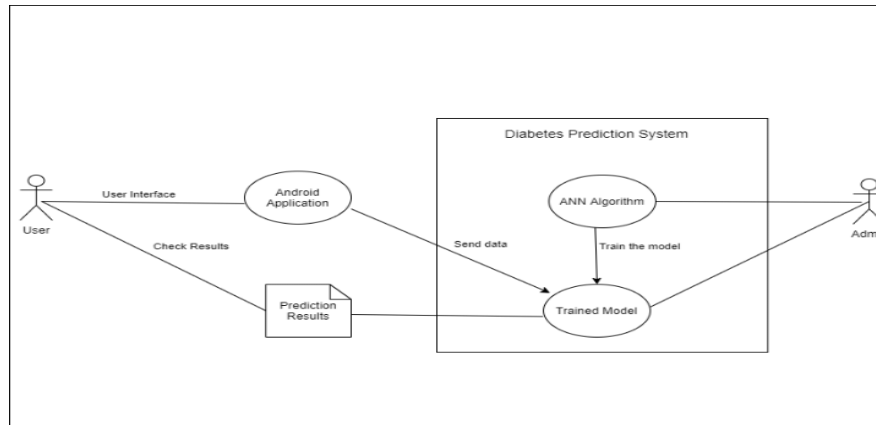 Diabetes Prediction System
User Interface
Android
Application
ANN Algorithm
User
Adm
Check Results
Send data
Train the model
Prediction
Results
Trained Model